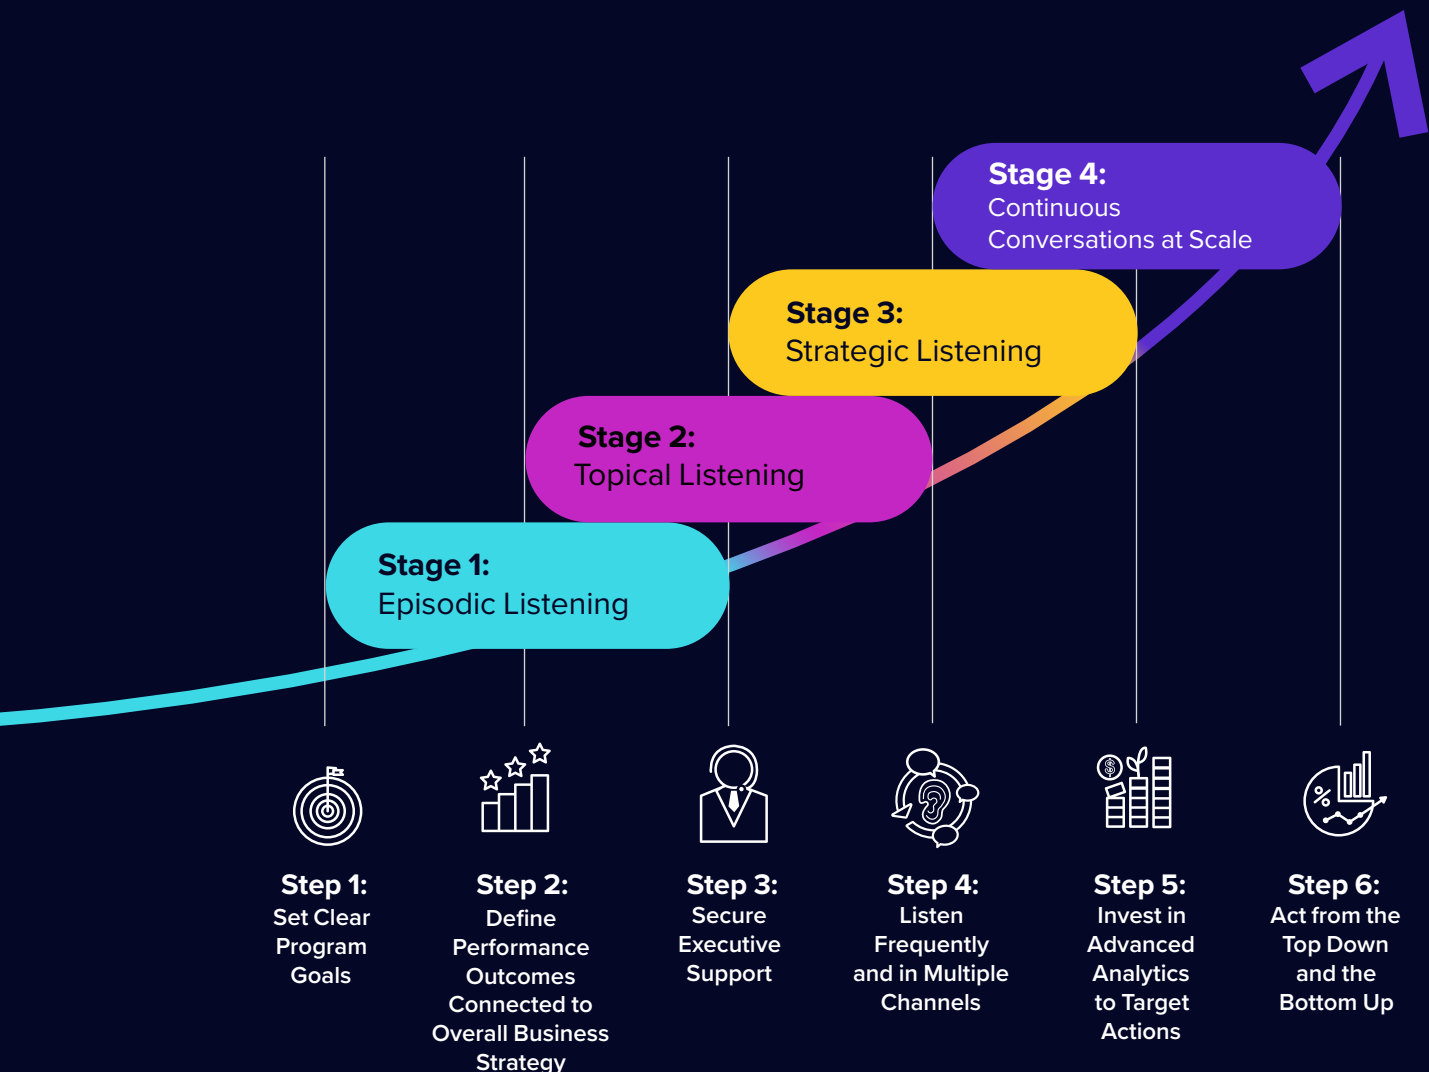 Stage 4:
Continuous
Conversations at Scale
Stage 3:
Strategic Listening
Stage 2:
Topical Listening
Stage 1:
Episodic Listening
$
%
Step 1:
Set Clear
Program
Goals
Step 2:
Define
Performance
Outcomes
Connected to
Overall Business
Strategy
Step 3:
Secure
Executive
Support
Step 4:
Listen
Frequently
and in Multiple
Channels
Step 5:
Invest in
Advanced
Analytics
to Target
Actions
Step 6:
Act from the
Top Down
and the
Bottom Up